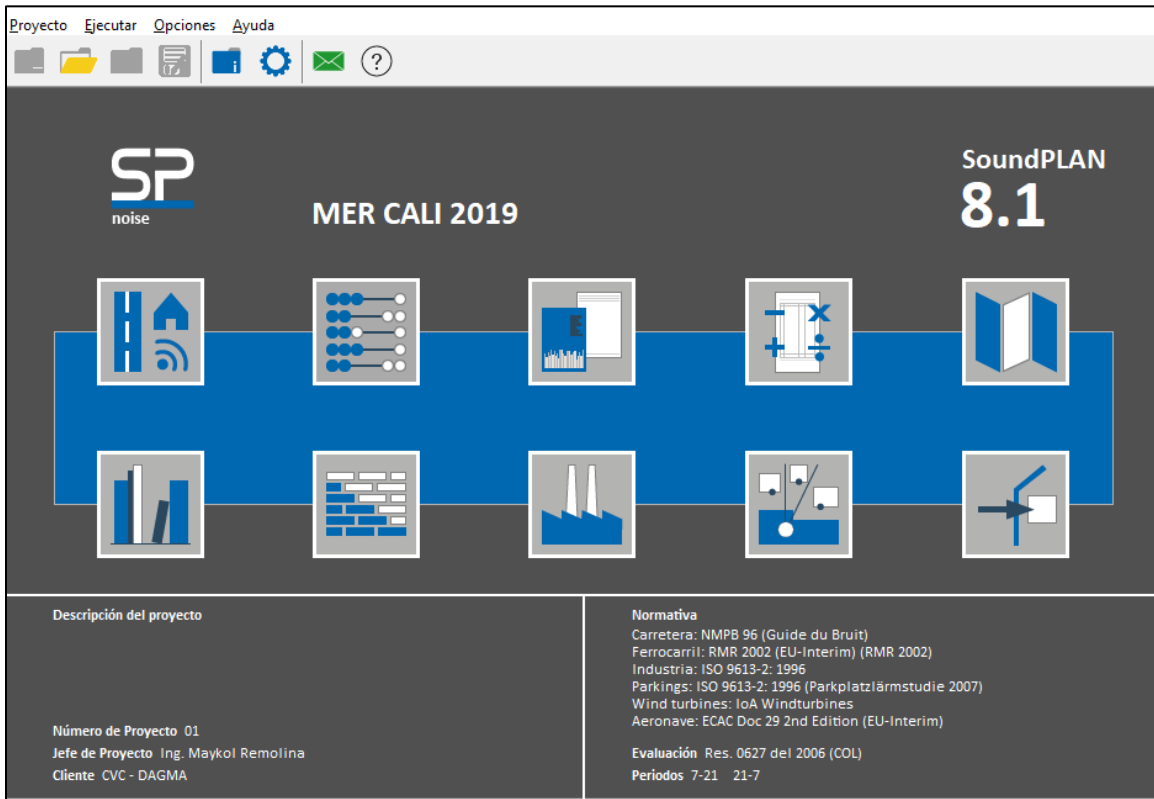 Proyecto Ejecutar Opciones Ayuda
SP
noise
MER CALI 2019
SoundPLAN
8.1
Descripción del proyecto
Número de Proyecto 01
Jefe de Proyecto Ing. Maykol Remolina
Cliente CVC - DAGMA
Normativa
Carretera: NMPB 96 (Guide du Bruit)
Ferrocarril: RMR 2002 (EU-Interim) (RMR 2002)
Industria: ISO 9613-2: 1996
Parkings: ISO 9613-2: 1996 (Parkplatzlärmstudie 2007)
Wind turbines: IoA Windturbines
Aeronave: ECAC Doc 29 2nd Edition (EU-Interim)
Evaluación Res. 0627 del 2006 (COL)
Periodos 7-21 21-7